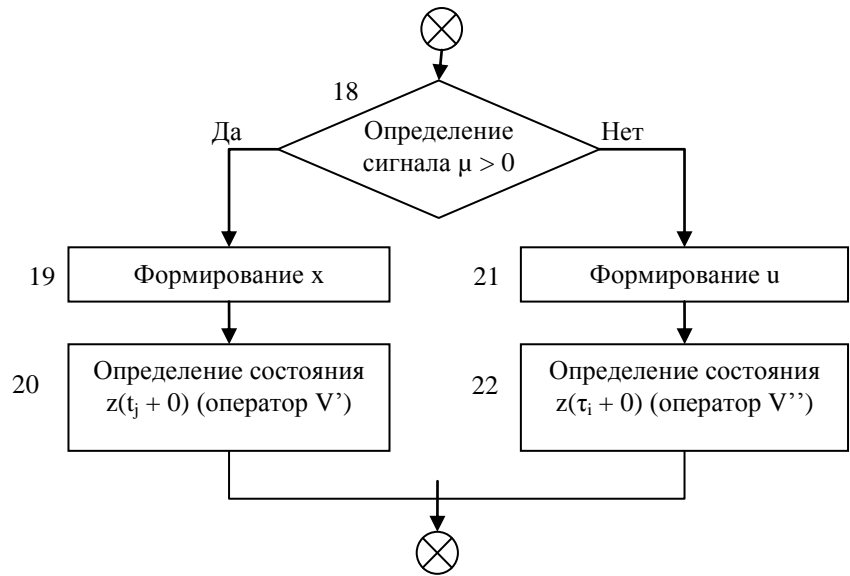 18
Да
Определение
сигнала μ > 0
Нет
19
Формирование x
21
Формирование u
20
Определение состояния
z(tj + 0) (оператор V’)
22
Определение состояния
z(τi + 0) (оператор V’’)